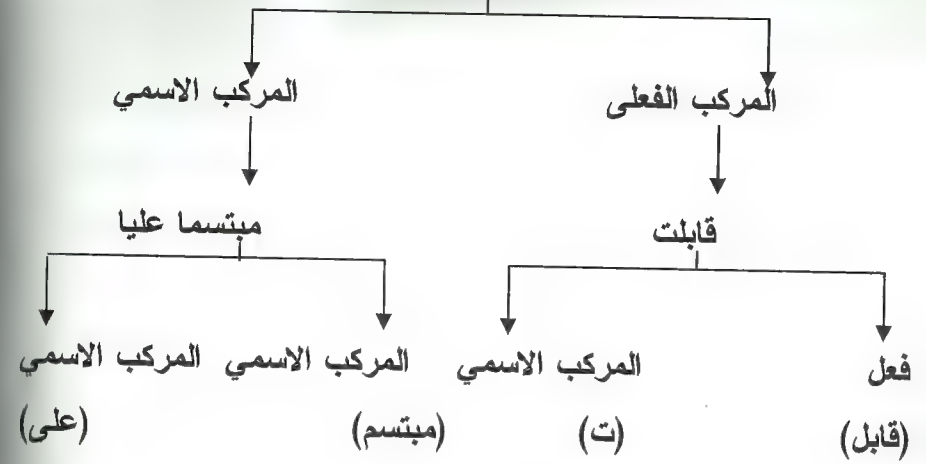 المركب الفعلى المركب الاسمي
قابلت مبتسما عليا
فعل المركب الاسمي المركب الاسمي المركب الاسمي
(قابل) (ت) (مبتسم) (على)